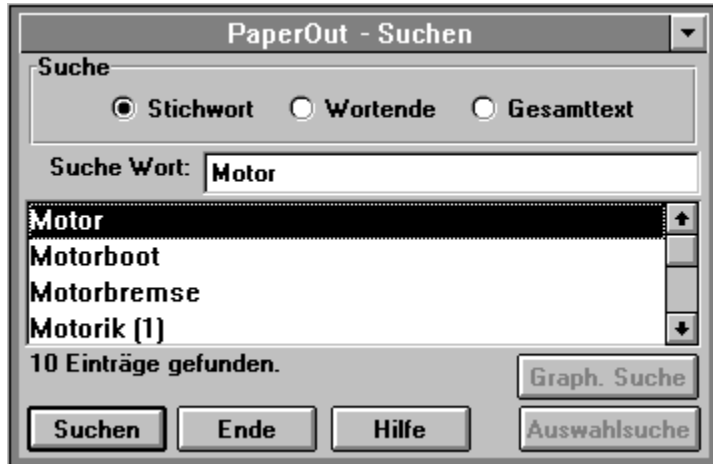 PaperOut - Suchen
Suche
Stichwort Wortende Gesamttext
Suche Wort: Motor
Motor
Motorboot
Motorbremse
Motorik (1)
10 Einträge gefunden.
Graph. Suche
Suchen Ende Hilfe Auswahlsuche